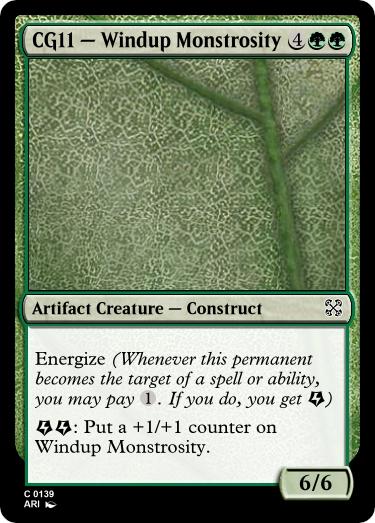 CG11 — Windup Monstrosity 4
Artifact Creature — Construct
Energize (Whenever this permanent
becomes the target of a spell or ability,
you may pay 1. If you do, you get )
: Put a +1/+1 counter on
Windup Monstrosity.
6/6
C 0139
ARI